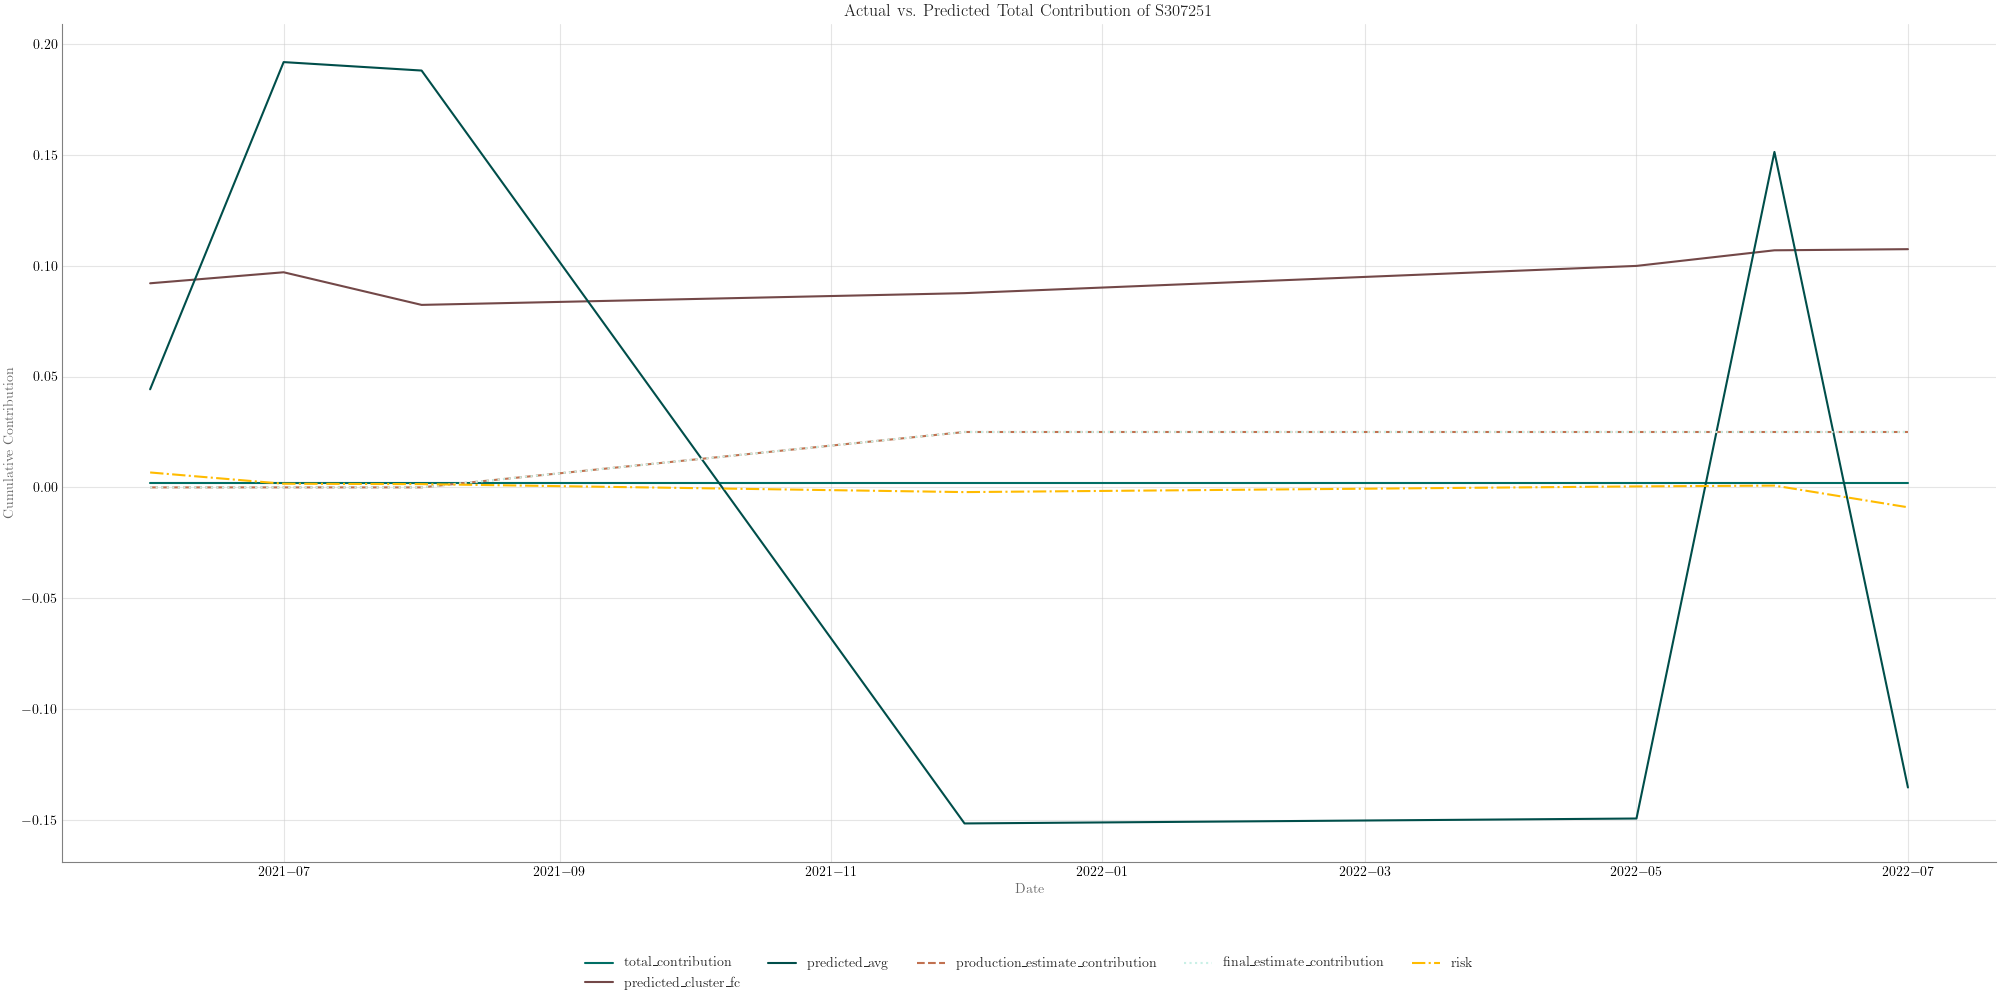 Actual vs. Predicted Total Contribution of S307251
Cumulative Contribution
0.20
0.15
0.10
0.05
0.00
−0.05
−0.10
−0.15
2021−07 2021−09 2021−11 2022−01 2022−03 2022−05 2022−07
Date
total_contribution predicted_avg production_estimate_contribution final_estimate_contribution risk
predicted_cluster_fc